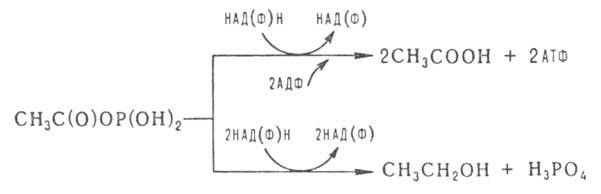 НАД(Ф)Н НАД(Ф)
2CH₃COOH + 2АТФ
2АДФ
CH₃C(O)OP(OH)₂
2НАД(Ф)Н 2НАД(Ф)
CH₃CH₂OH + H₃PO₄